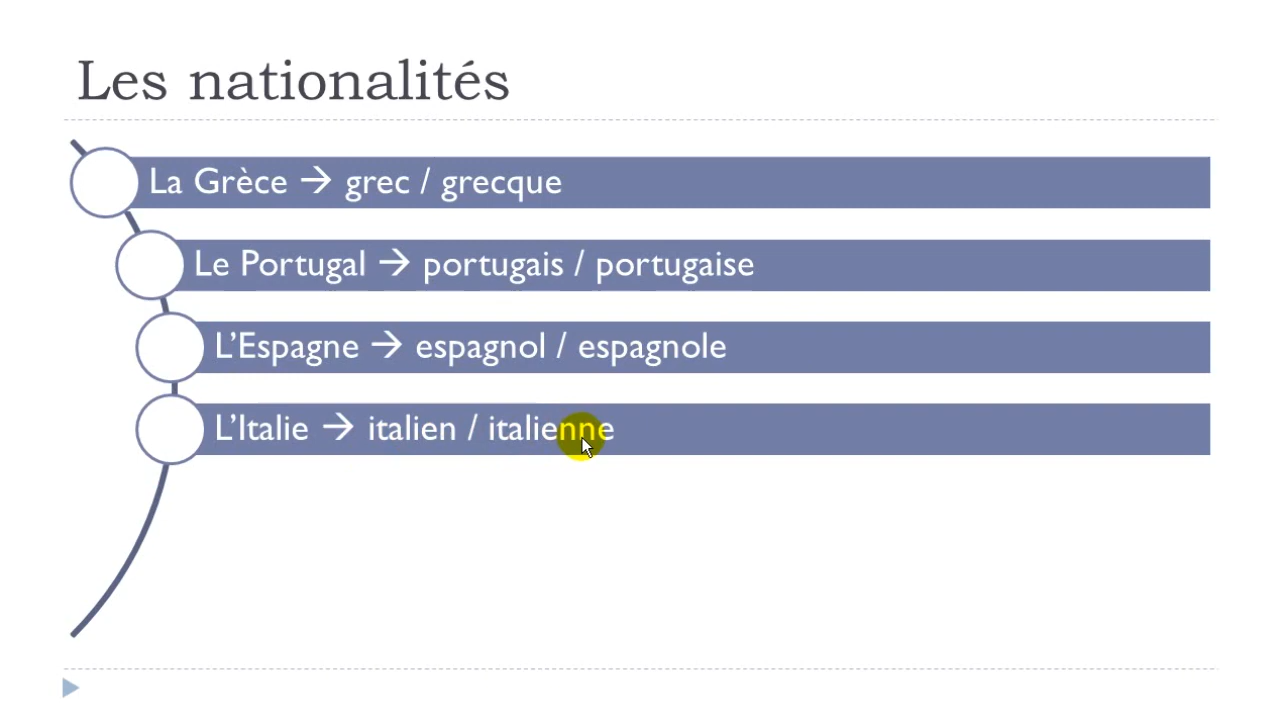 Les nationalités
La Grèce → grec / grecque
Le Portugal → portugais / portugaise
L’Espagne → espagnol / espagnole
L’Italie → italien / italienne